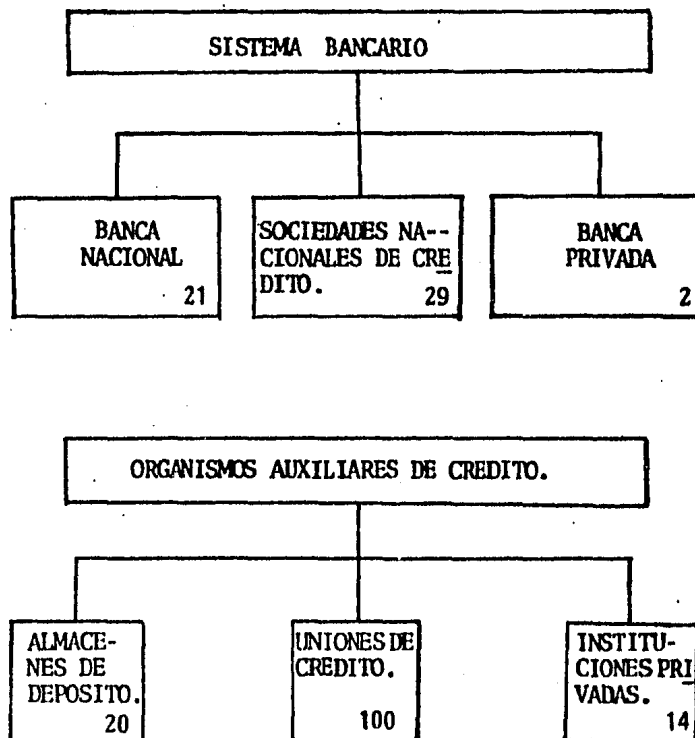 SISTEMA BANCARIO
BANCA
NACIONAL
21
SOCIEDADES NA--
CIONALES DE CRE
DITO.
29
BANCA
PRIVADA
2
ORGANISMOS AUXILIARES DE CREDITO.
ALMACE-
NES DE
DEPOSITO.
20
UNIONES DE
CREDITO.
100
INSTITU-
CIONES PRI
VADAS.
14